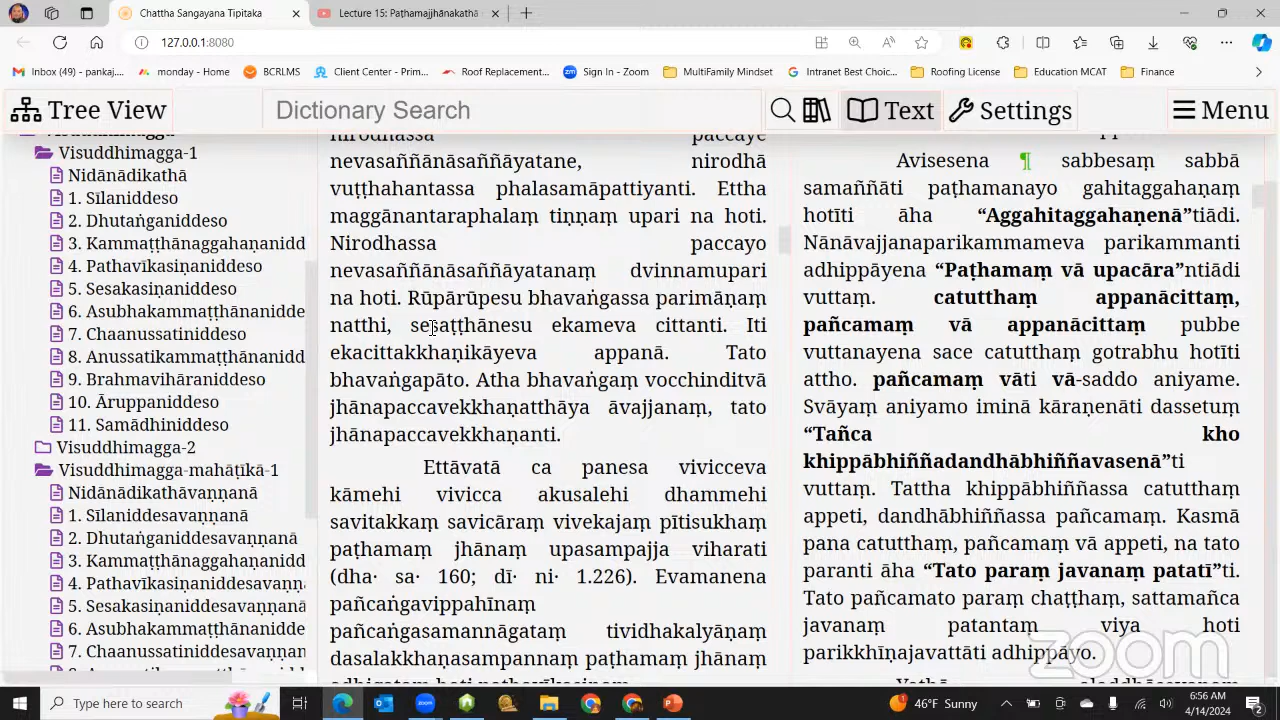 Chattha Sangayana Tipitaka
Lecture 15: Paṭhamajjhānakathā
127.0.0.1:8080
Inbox (49) - pankaj,...
monday - Home
BCRLMS
Client Center - Prim...
Roof Replacement...
Sign In - Zoom
MultiFamily Mindset
Intranet Best Choic...
Roofing License
Education MCAT
Finance
Tree View
Dictionary Search
Text
Settings
Menu
Visuddhimagga-1
Nidānādikathā
1. Sīlaniddeso
2. Dhutaṅganiddeso
3. Kammaṭṭhānaggahaṇanidd
4. Pathavīkasiṇaniddeso
5. Sesakasiṇaniddeso
6. Asubhakammaṭṭhānanidde
7. Chaanussatiniddeso
8. Anussatikammaṭṭhānanidd
9. Brahmavihāraniddeso
10. Āruppaniddeso
11. Samādhiniddeso
Visuddhimagga-2
Visuddhimagga-mahāṭīkā-1
Nidānādikathāvaṇṇanā
1. Sīlaniddesavaṇṇanā
2. Dhutaṅganiddesavaṇṇanā
3. Kammaṭṭhānaggahaṇanidde
4. Pathavīkasiṇaniddesavaṇṇ
5. Sesakasiṇaniddesavaṇṇanā
6. Asubhakammaṭṭhānanidde
7. Chaanussatiniddesavaṇṇanā
nirodhassa paccaye
nevasaññānāsaññāyatane, nirodhā
vuṭṭhahantassa phalasamāpattiyanti. Ettha
maggānantaraphalaṃ tiṇṇaṃ upari na hoti.
Nirodhassa paccayo
nevasaññānāsaññāyatanaṃ dvinnamupari
na hoti. Rūpārūpesu bhavaṅgassa parimāṇaṃ
natthi, sesaṭṭhānesu ekameva cittanti. Iti
ekacittakkhaṇikāyeva appanā. Tato
bhavaṅgapāto. Atha bhavaṅgaṃ vocchinditvā
jhānapaccavekkhaṇatthāya āvajjanaṃ, tato
jhānapaccavekkhaṇanti.
Ettāvatā ca panesa vivicceva
kāmehi vivicca akusalehi dhammehi
savitakkaṃ savicāraṃ vivekajaṃ pītisukhaṃ
paṭhamaṃ jhānaṃ upasampajja viharati
(dha· sa· 160; dī· ni· 1.226). Evamanena
pañcaṅgavippahīnaṃ
pañcaṅgasamannāgataṃ tividhakalyāṇaṃ
dasalakkhaṇasampannaṃ paṭhamaṃ jhānaṃ
Avisesena ¶ sabbesaṃ sabbā
samaññāti paṭhamanayo gahitaggahaṇaṃ
hotīti āha “Aggahitaggahaṇenā”tiādi.
Nānāvajjanaparikammameva parikammanti
adhippāyena “Paṭhamaṃ vā upacāra”ntiādi
vuttaṃ. catutthaṃ appanācittaṃ,
pañcamaṃ vā appanācittaṃ pubbe
vuttanayena sace catutthaṃ gotrabhu hotīti
attho. pañcamaṃ vāti vā-saddo aniyame.
Svāyaṃ aniyamo iminā kāraṇenāti dassetuṃ
“Tañca kho
khippābhiññadandhābhiññavasenā”ti
vuttaṃ. Tattha khippābhiññassa catutthaṃ
appeti, dandhābhiññassa pañcamaṃ. Kasmā
pana catutthaṃ, pañcamaṃ vā appeti, na tato
paranti āha “Tato paraṃ javanaṃ patatī”ti.
Tato pañcamato paraṃ chaṭṭhaṃ, sattamañca
javanaṃ patantaṃ viya hoti
parikkhīṇajavattāti adhippāyo.
zoom
Type here to search
46°F Sunny
6:56 AM
4/14/2024
2